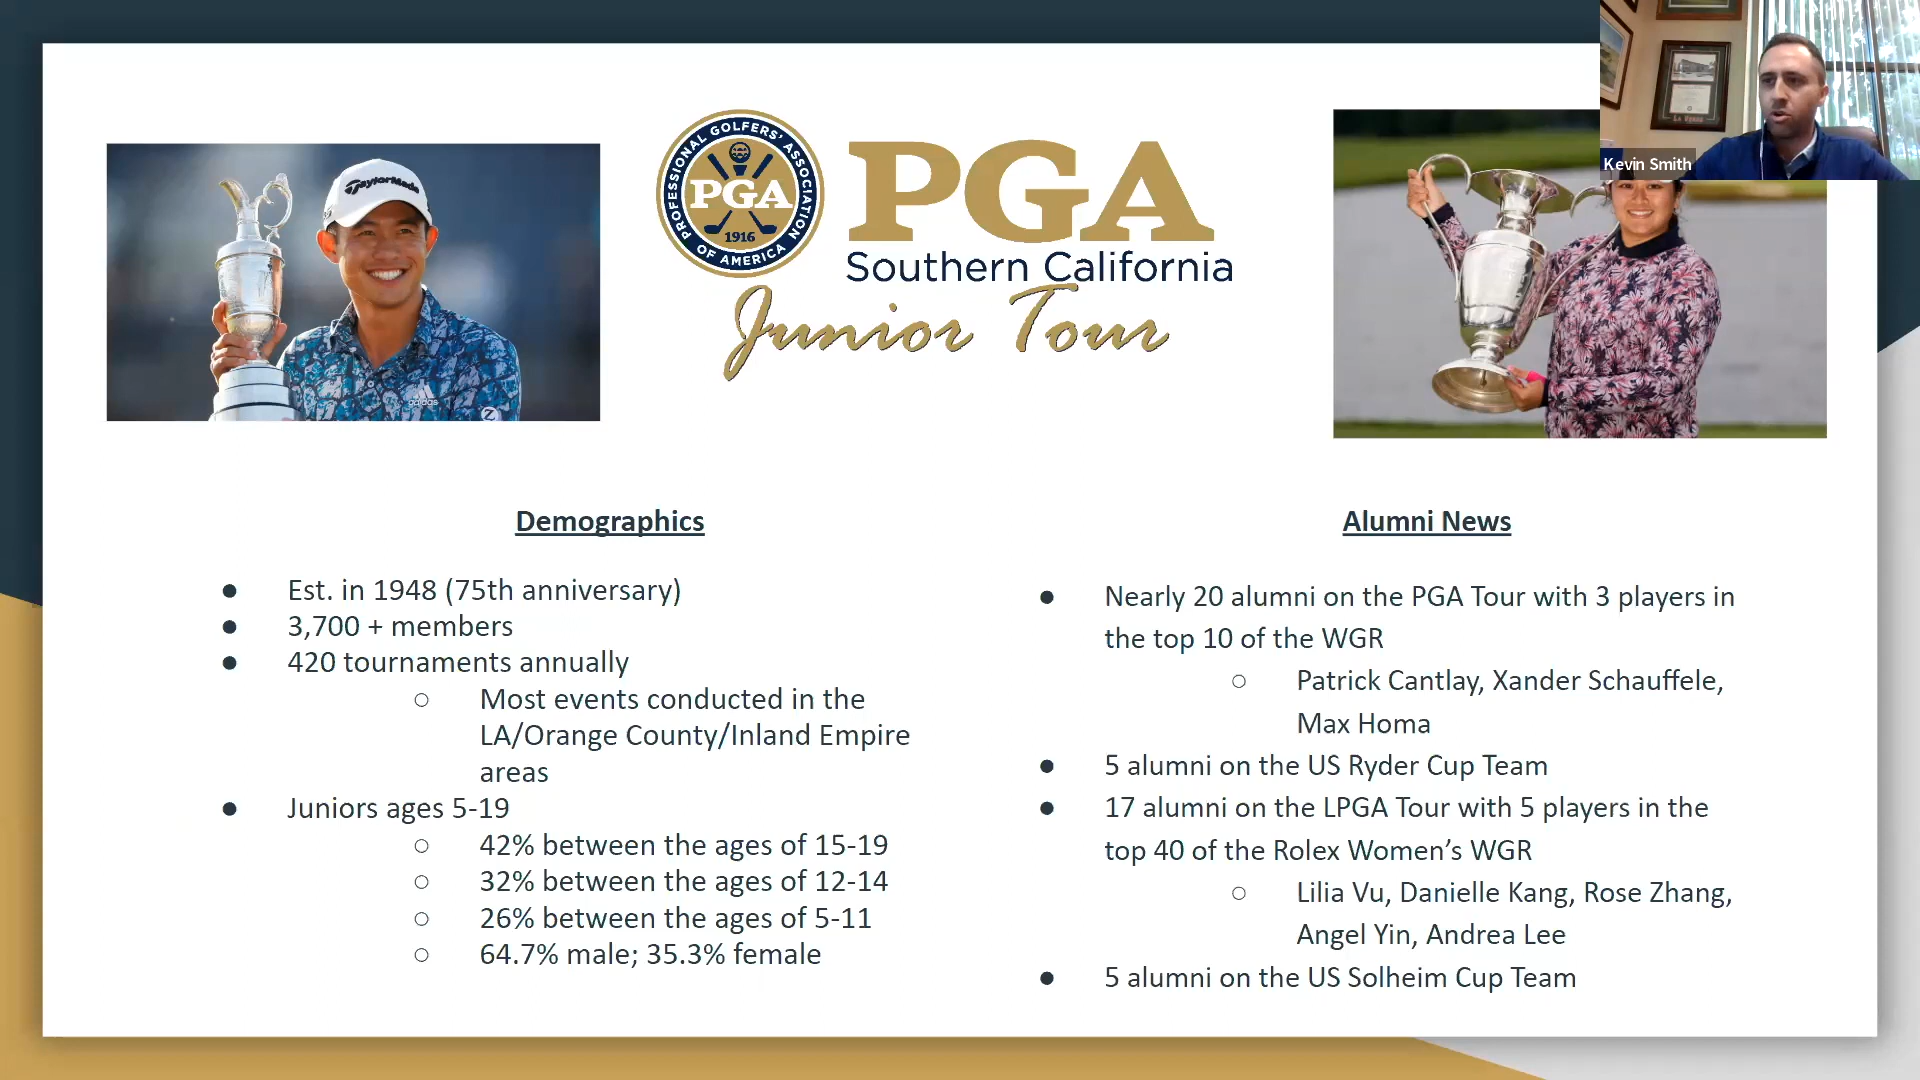 Kevin Smith
TaylorMade
adidas
Z
PROFESSIONAL GOLFERS' ASSOCIATION
PGA
1916
OF AMERICA
PGA
Southern California
Junior Tour
Demographics
● Est. in 1948 (75th anniversary)
● 3,700 + members
● 420 tournaments annually
○ Most events conducted in the
LA/Orange County/Inland Empire
areas
● Juniors ages 5-19
○ 42% between the ages of 15-19
○ 32% between the ages of 12-14
○ 26% between the ages of 5-11
○ 64.7% male; 35.3% female
Alumni News
● Nearly 20 alumni on the PGA Tour with 3 players in
the top 10 of the WGR
○ Patrick Cantlay, Xander Schauffele,
Max Homa
● 5 alumni on the US Ryder Cup Team
● 17 alumni on the LPGA Tour with 5 players in the
top 40 of the Rolex Women’s WGR
○ Lilia Vu, Danielle Kang, Rose Zhang,
Angel Yin, Andrea Lee
● 5 alumni on the US Solheim Cup Team